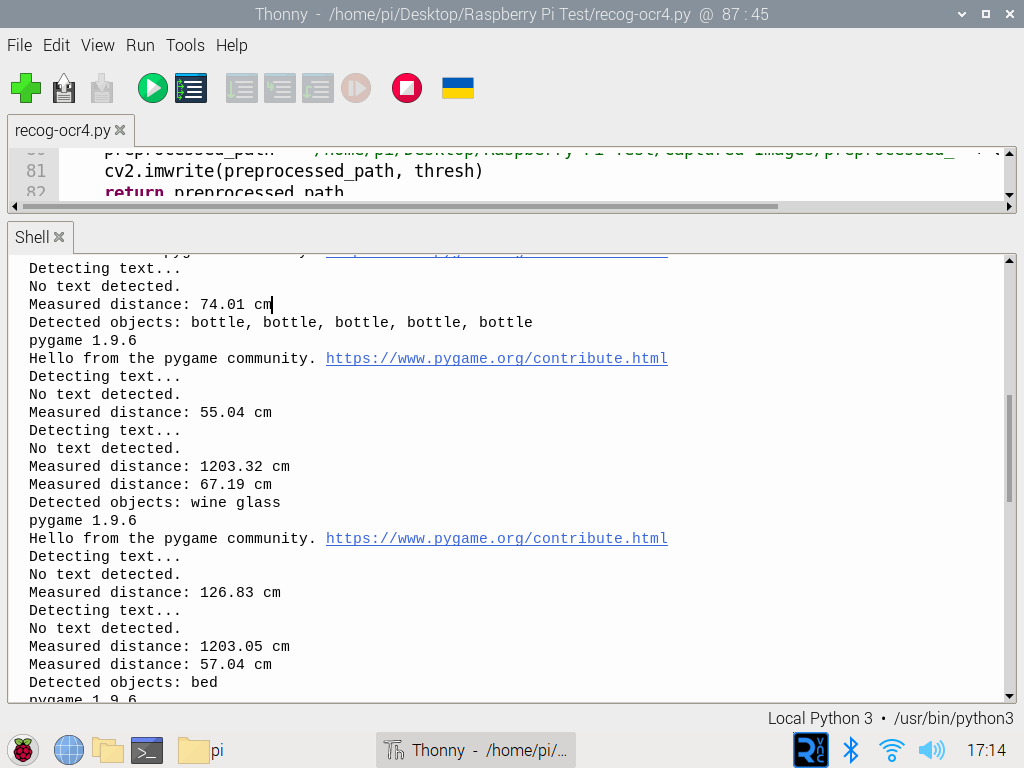 Thonny - /home/pi/Desktop/Raspberry Pi Test/recog-ocr4.py @ 87 : 45
File Edit View Run Tools Help
recog-ocr4.py
81 cv2.imwrite(preprocessed_path, thresh)
82 return preprocessed_path
Shell
Detecting text...
No text detected.
Measured distance: 74.01 cm
Detected objects: bottle, bottle, bottle, bottle, bottle
pygame 1.9.6
Hello from the pygame community. https://www.pygame.org/contribute.html
Detecting text...
No text detected.
Measured distance: 55.04 cm
Detecting text...
No text detected.
Measured distance: 1203.32 cm
Measured distance: 67.19 cm
Detected objects: wine glass
pygame 1.9.6
Hello from the pygame community. https://www.pygame.org/contribute.html
Detecting text...
No text detected.
Measured distance: 126.83 cm
Detecting text...
No text detected.
Measured distance: 1203.05 cm
Measured distance: 57.04 cm
Detected objects: bed
pygame 1.9.6
Local Python 3 • /usr/bin/python3
pi
Thonny - /home/pi/...
17:14